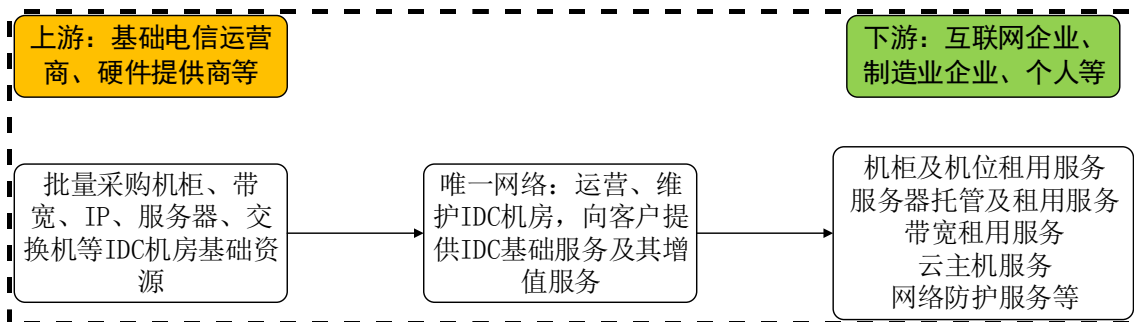 上游：基础电信运营
商、硬件提供商等
下游：互联网企业、
制造业企业、个人等
批量采购机柜、带
宽、IP、服务器、交
换机等IDC机房基础资
源
唯一网络：运营、维
护IDC机房，向客户提
供IDC基础服务及其增
值服务
机柜及机位租用服务
服务器托管及租用服务
带宽租用服务
云主机服务
网络防护服务等